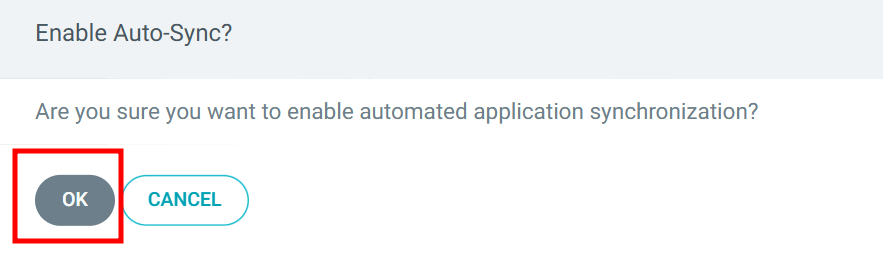 Enable Auto-Sync?
Are you sure you want to enable automated application synchronization?
OK CANCEL